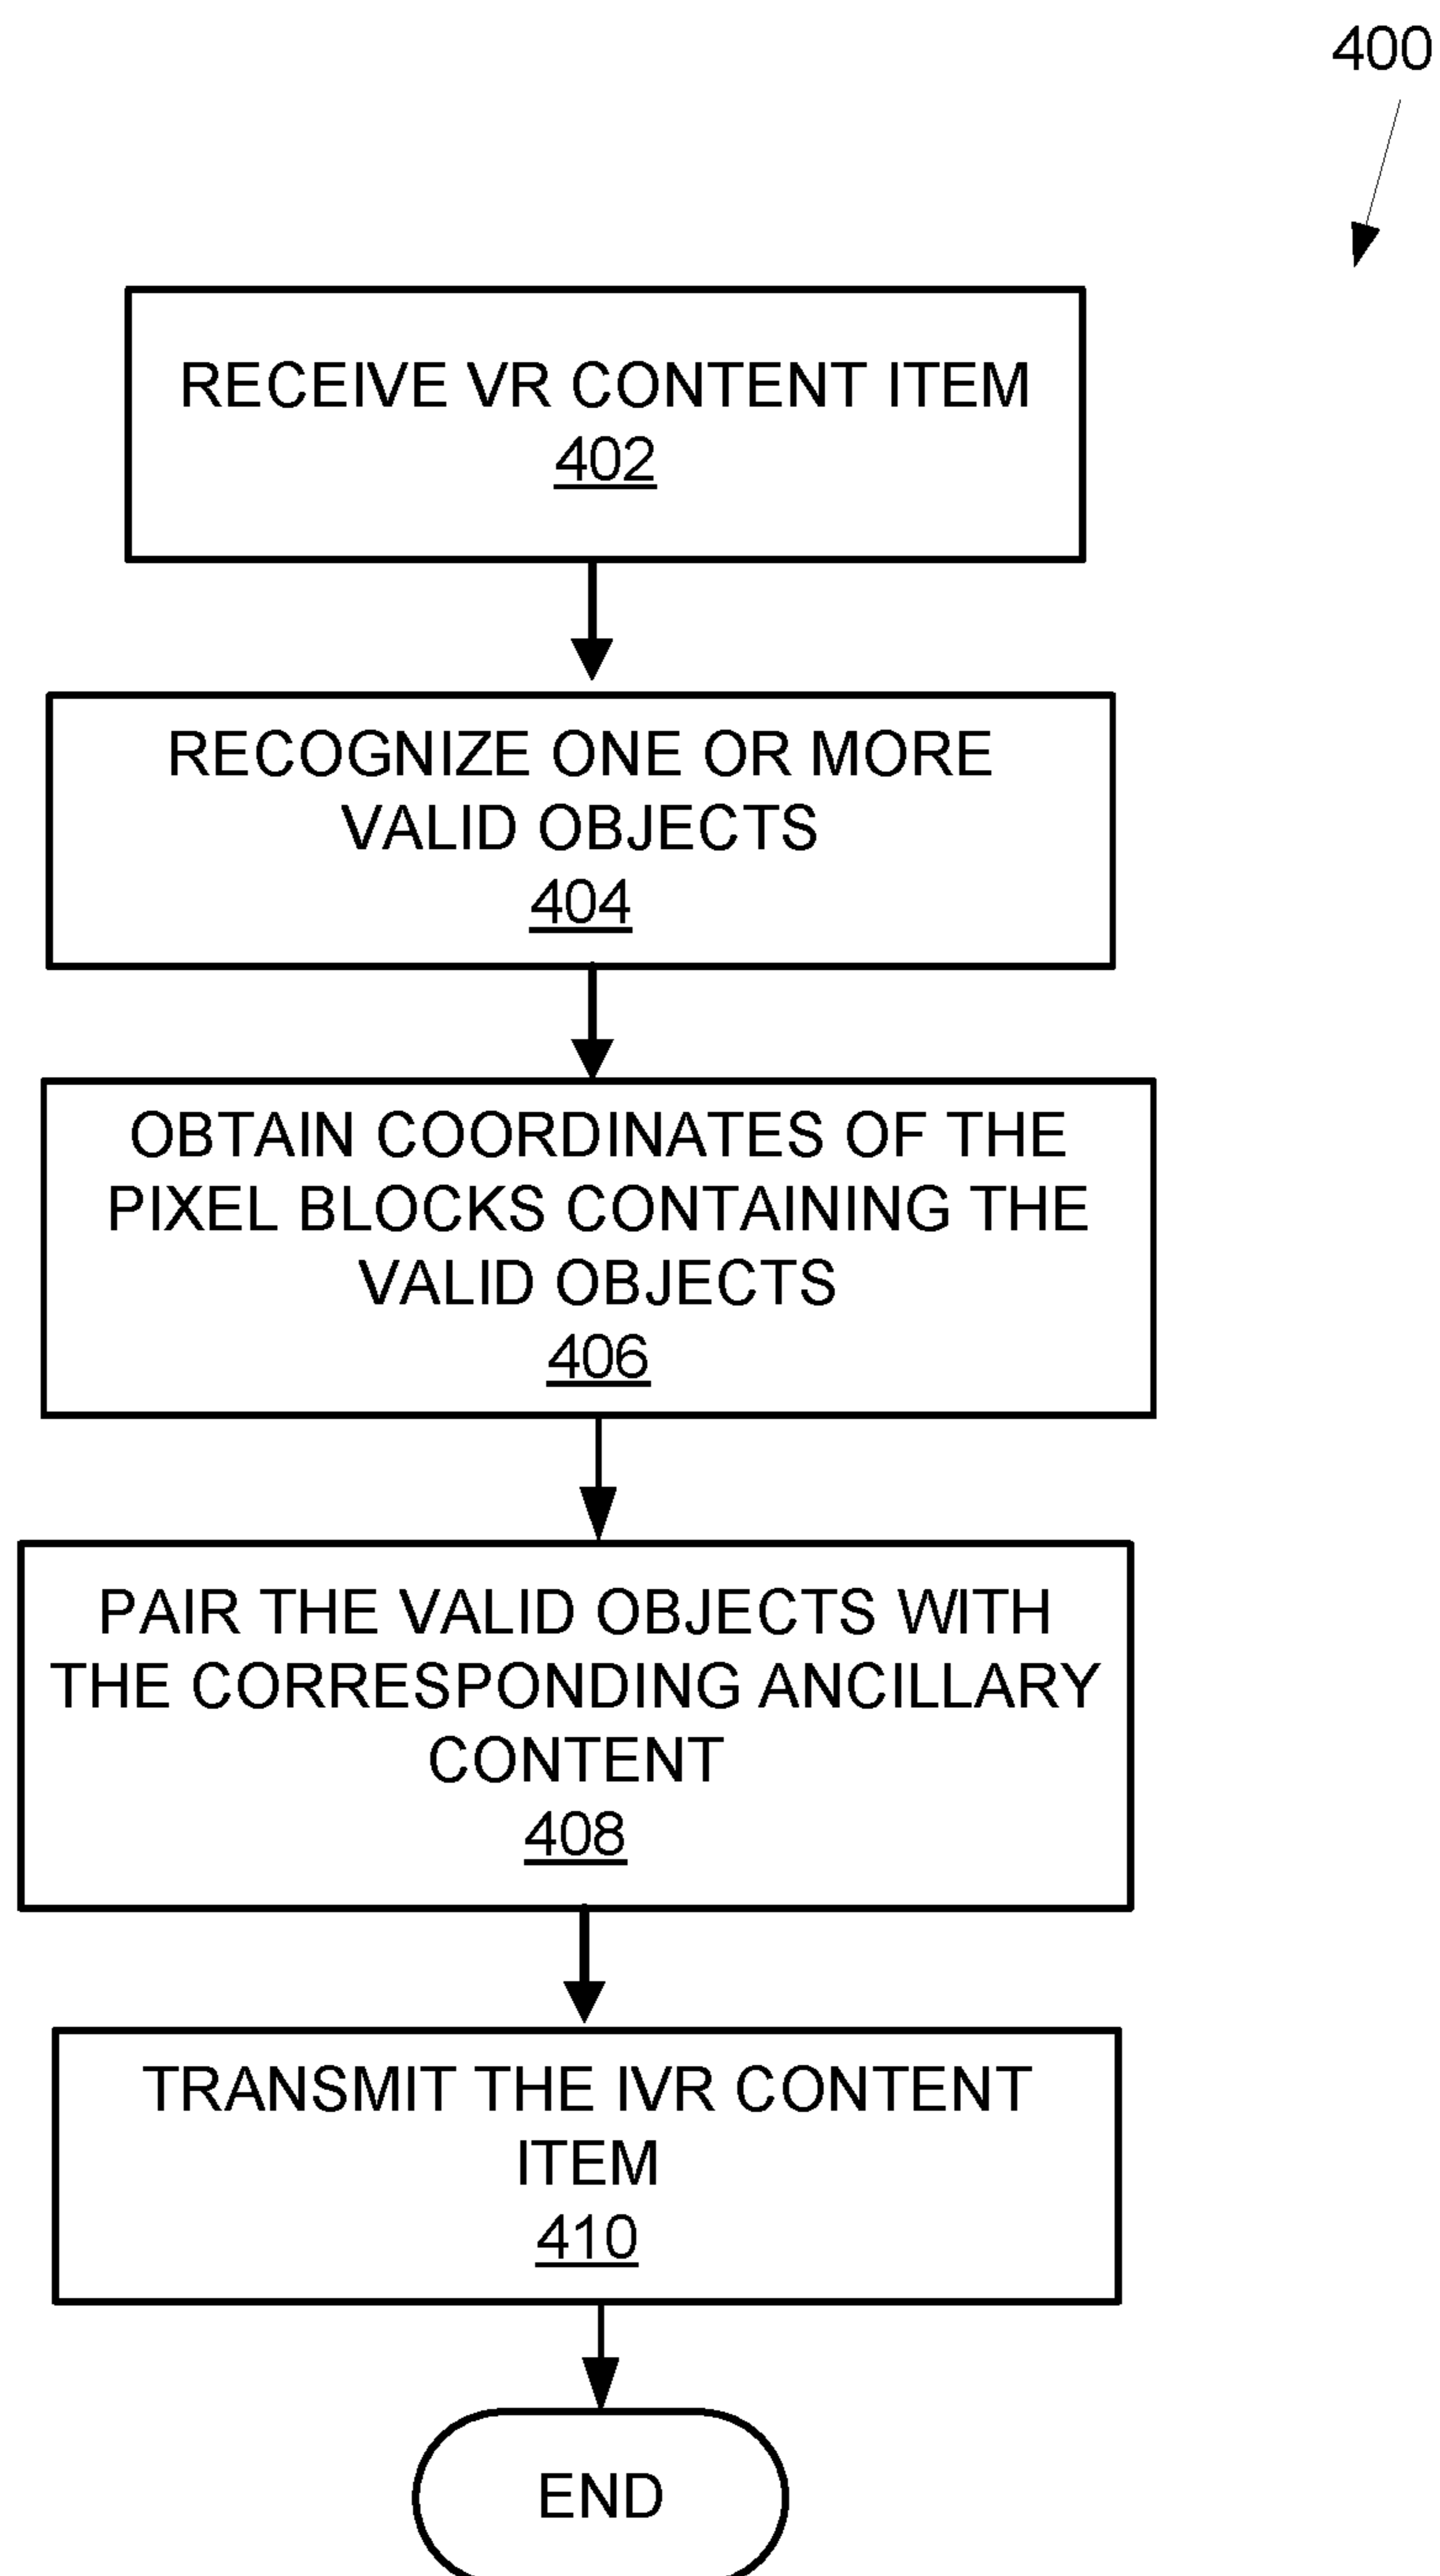 400
RECEIVE VR CONTENT ITEM
402
RECOGNIZE ONE OR MORE
VALID OBJECTS
404
OBTAIN COORDINATES OF THE
PIXEL BLOCKS CONTAINING THE
VALID OBJECTS
406
PAIR THE VALID OBJECTS WITH
THE CORRESPONDING ANCILLARY
CONTENT
408
TRANSMIT THE IVR CONTENT
ITEM
410
END